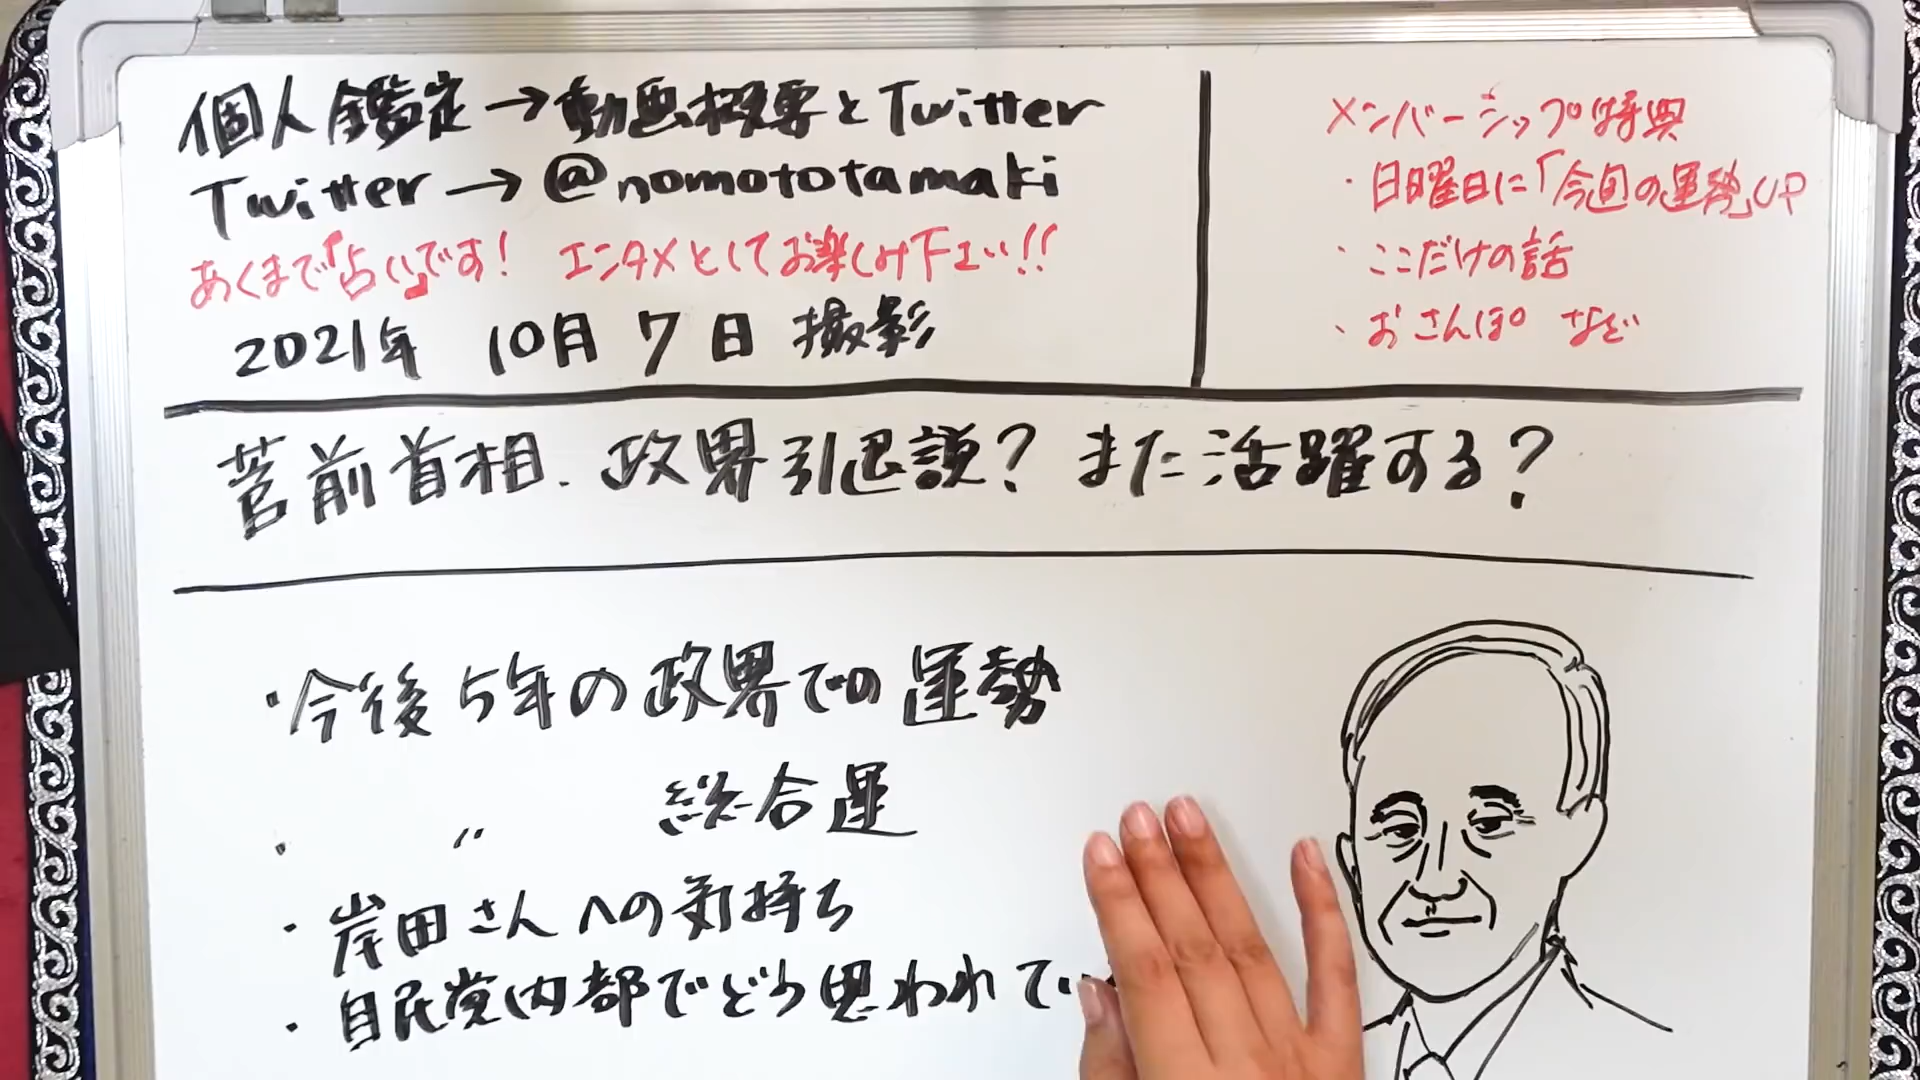 個人鑑定→動画概要とTwitter
Twitter→@nomototamaki
あくまで「占い」です! エンタメとしてお楽しみ下さい!!
2021年 10月 7日 撮影
メンバーシップ特典
・日曜日に「今週の運勢」UP
・ここだけの話
・おさんぽ など
菅前首相、政界引退説? また活躍する?
・今後5年の政界での運勢
・ 〃 総合運
・岸田さんへの気持ち
・自民党内部でどう思われてい